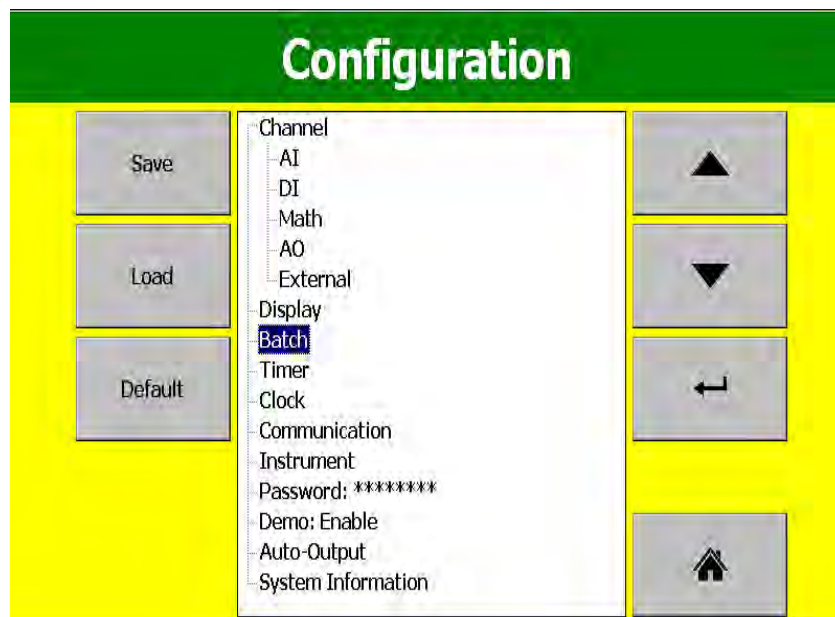 Configuration
Save
Load
Default
Channel
AI
DI
Math
AO
External
Display
Batch
Timer
Clock
Communication
Instrument
Password: ********
Demo: Enable
Auto-Output
System Information